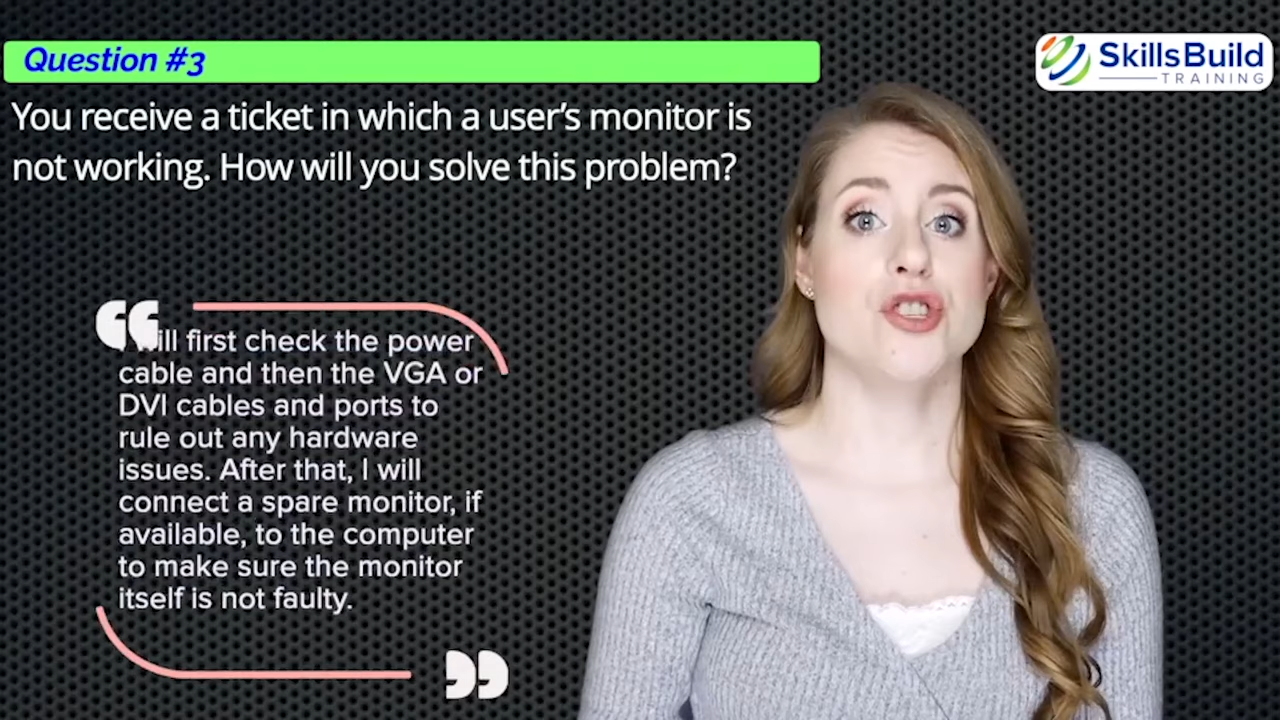 Question #3
SkillsBuild
TRAINING
You receive a ticket in which a user's monitor is
not working. How will you solve this problem?
“
I will first check the power
cable and then the VGA or
DVI cables and ports to
rule out any hardware
issues. After that, I will
connect a spare monitor, if
available, to the computer
to make sure the monitor
itself is not faulty.
”